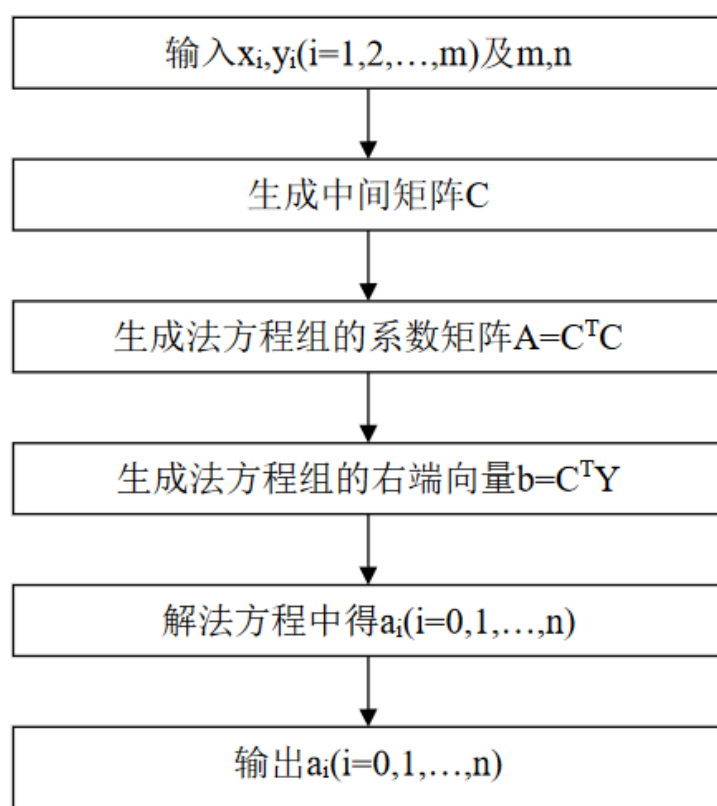 输入xᵢ,yᵢ(i=1,2,…,m)及m,n
生成中间矩阵C
生成法方程组的系数矩阵A=CᵀC
生成法方程组的右端向量b=CᵀY
解法方程中得aᵢ(i=0,1,…,n)
输出aᵢ(i=0,1,…,n)